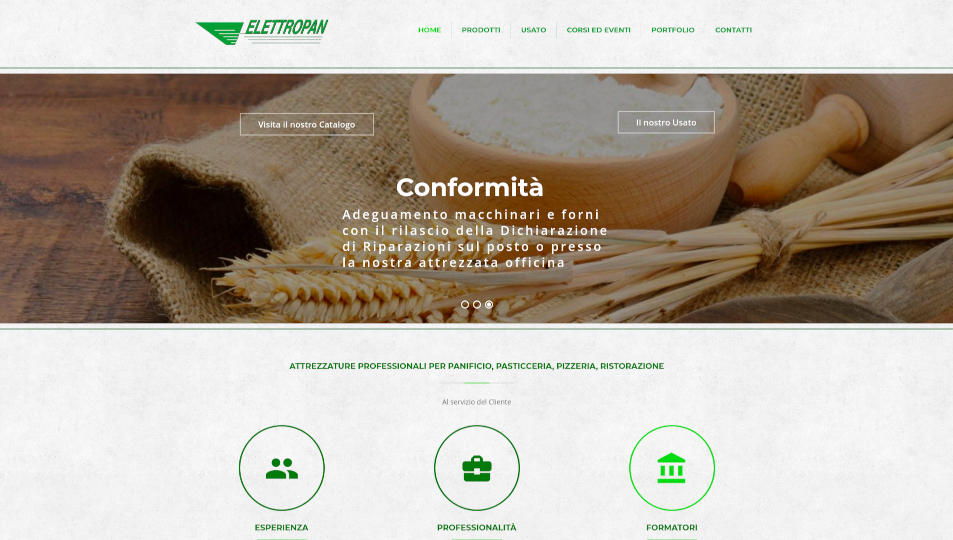 ELETTROPAN
HOME
PRODOTTI
USATO
CORSI ED EVENTI
PORTFOLIO
CONTATTI
Visita il nostro Catalogo
Il nostro Usato
Conformità
Adeguamento macchinari e forni
con il rilascio della Dichiarazione
di Riparazioni sul posto o presso
la nostra attrezzata officina
ATTREZZATURE PROFESSIONALI PER PANIFICIO, PASTICCERIA, PIZZERIA, RISTORAZIONE
Al servizio del Cliente
ESPERIENZA
PROFESSIONALITÀ
FORMATORI